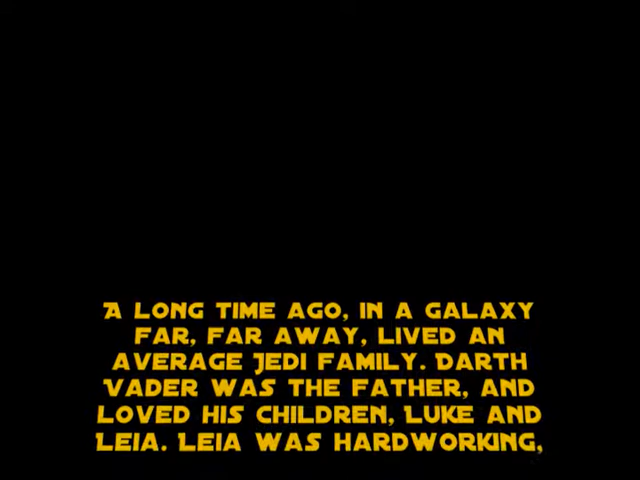 A LONG TIME AGO, IN A GALAXY
FAR, FAR AWAY, LIVED AN
AVERAGE JEDI FAMILY. DARTH
VADER WAS THE FATHER, AND
LOVED HIS CHILDREN, LUKE AND
LEIA. LEIA WAS HARDWORKING,